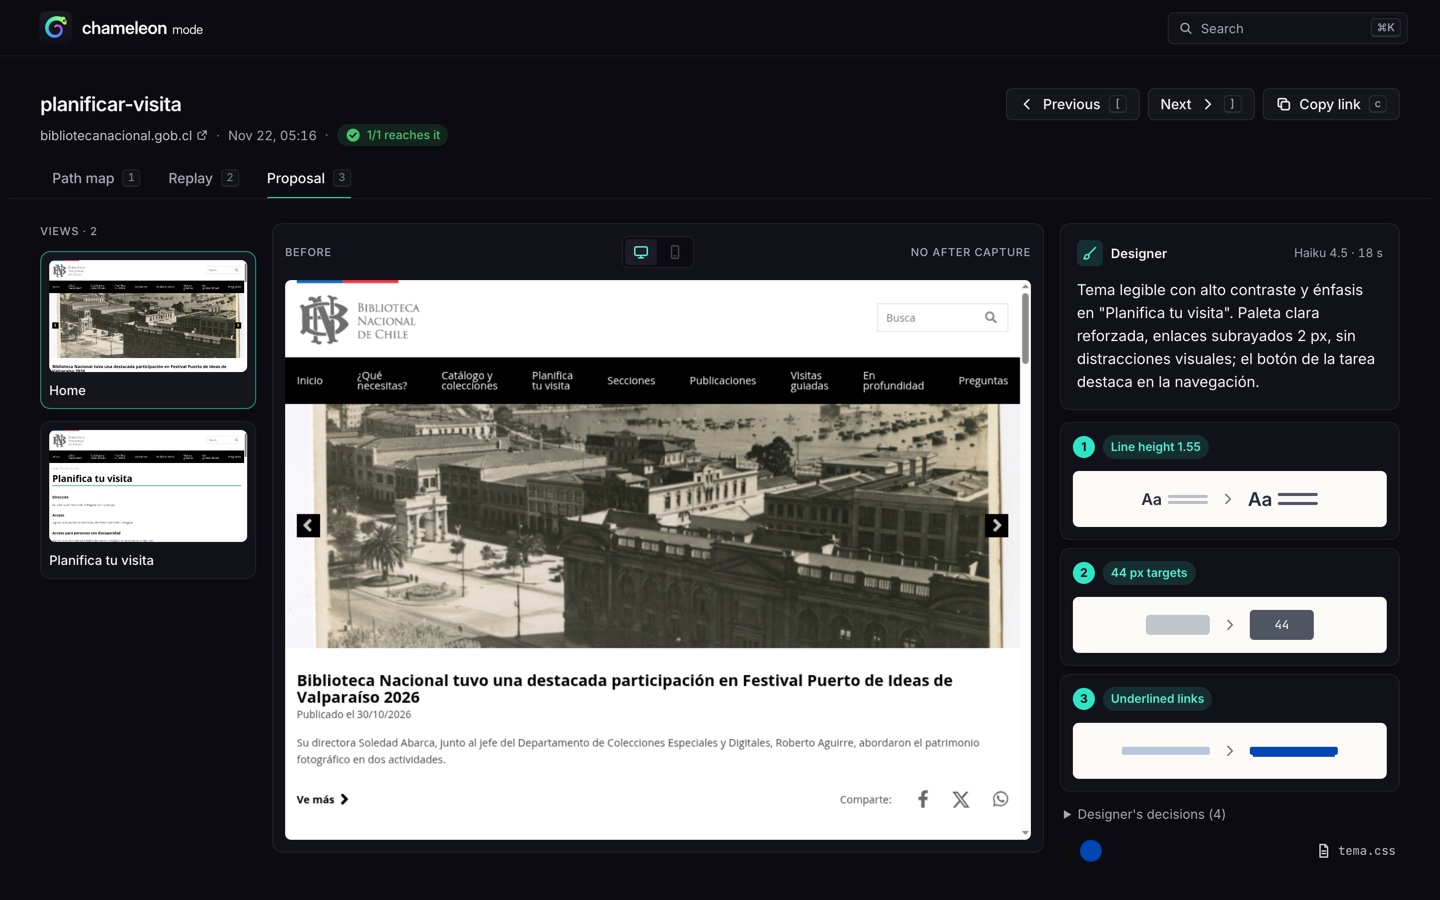 chameleon mode
Search ⌘K
planificar-visita
Previous [
Next ]
Copy link c
bibliotecanacional.gob.cl · Nov 22, 05:16 · 1/1 reaches it
Path map 1
Replay 2
Proposal 3
VIEWS · 2
Home
Planifica tu visita
Planifica tu visita
BEFORE
NO AFTER CAPTURE
BIBLIOTECA
NACIONAL
DE CHILE
Busca
Inicio
¿Qué
necesitas?
Catálogo y
colecciones
Planifica
tu visita
Secciones
Publicaciones
Visitas
guiadas
En
profundidad
Preguntas
Biblioteca Nacional tuvo una destacada participación en Festival Puerto de Ideas de
Valparaíso 2026
Publicado el 30/10/2026
Su directora Soledad Abarca, junto al jefe del Departamento de Colecciones Especiales y Digitales, Roberto Aguirre, abordaron el patrimonio
fotográfico en dos actividades.
Ve más
Comparte:
Designer
Haiku 4.5 · 18 s
Tema legible con alto contraste y énfasis
en "Planifica tu visita". Paleta clara
reforzada, enlaces subrayados 2 px, sin
distracciones visuales; el botón de la tarea
destaca en la navegación.
1 Line height 1.55
Aa > Aa
2 44 px targets
44
3 Underlined links
Designer's decisions (4)
tema.css